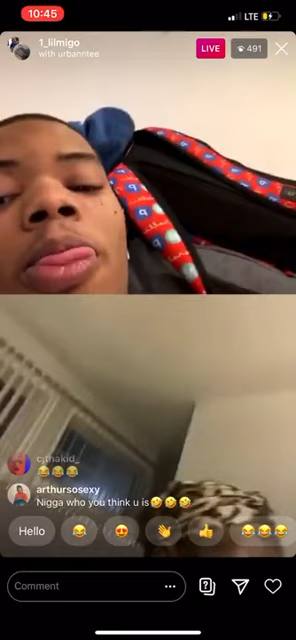 10:45
LTE
1_lilmigo
with urbanntee
LIVE
491
cjthakid_
😂😂😂
arthursosexy
Nigga who you think u is🤣🤣🤣
Hello 😂 😍 👋 👍 😂😂😂
Comment